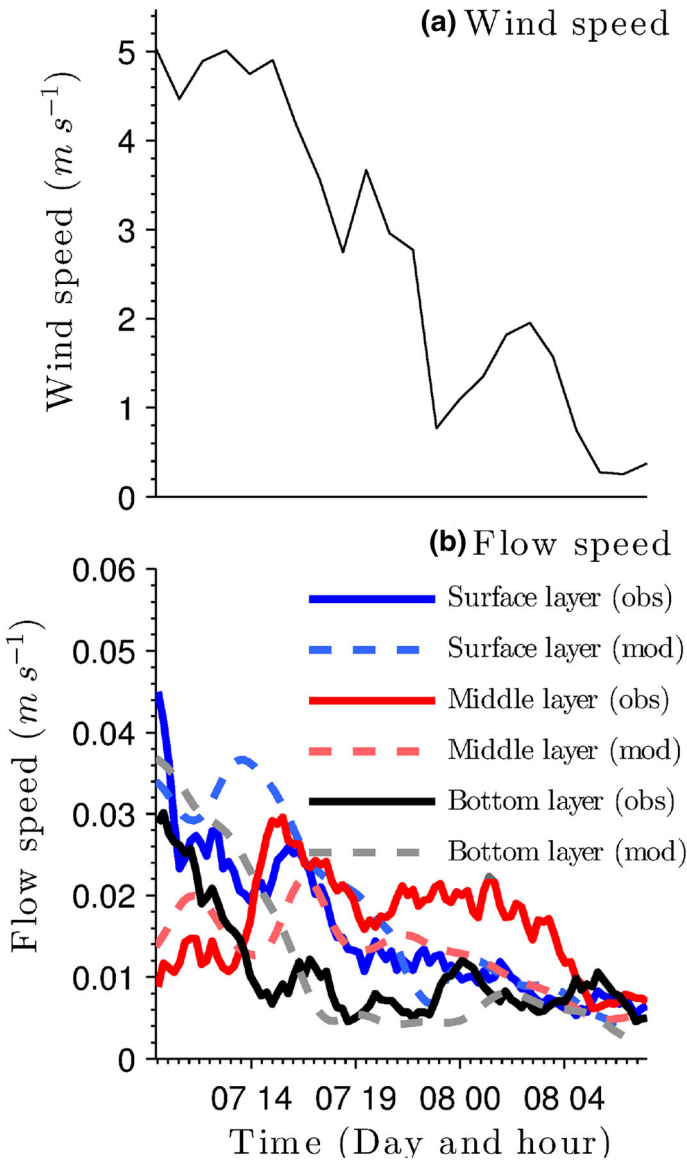 (a) Wind speed
5
4
3
2
1
0
Wind speed (m s⁻¹)
(b) Flow speed
0.06
0.05
0.04
0.03
0.02
0.01
0
Flow speed (m s⁻¹)
Surface layer (obs)
Surface layer (mod)
Middle layer (obs)
Middle layer (mod)
Bottom layer (obs)
Bottom layer (mod)
07 14 07 19 08 00 08 04
Time (Day and hour)